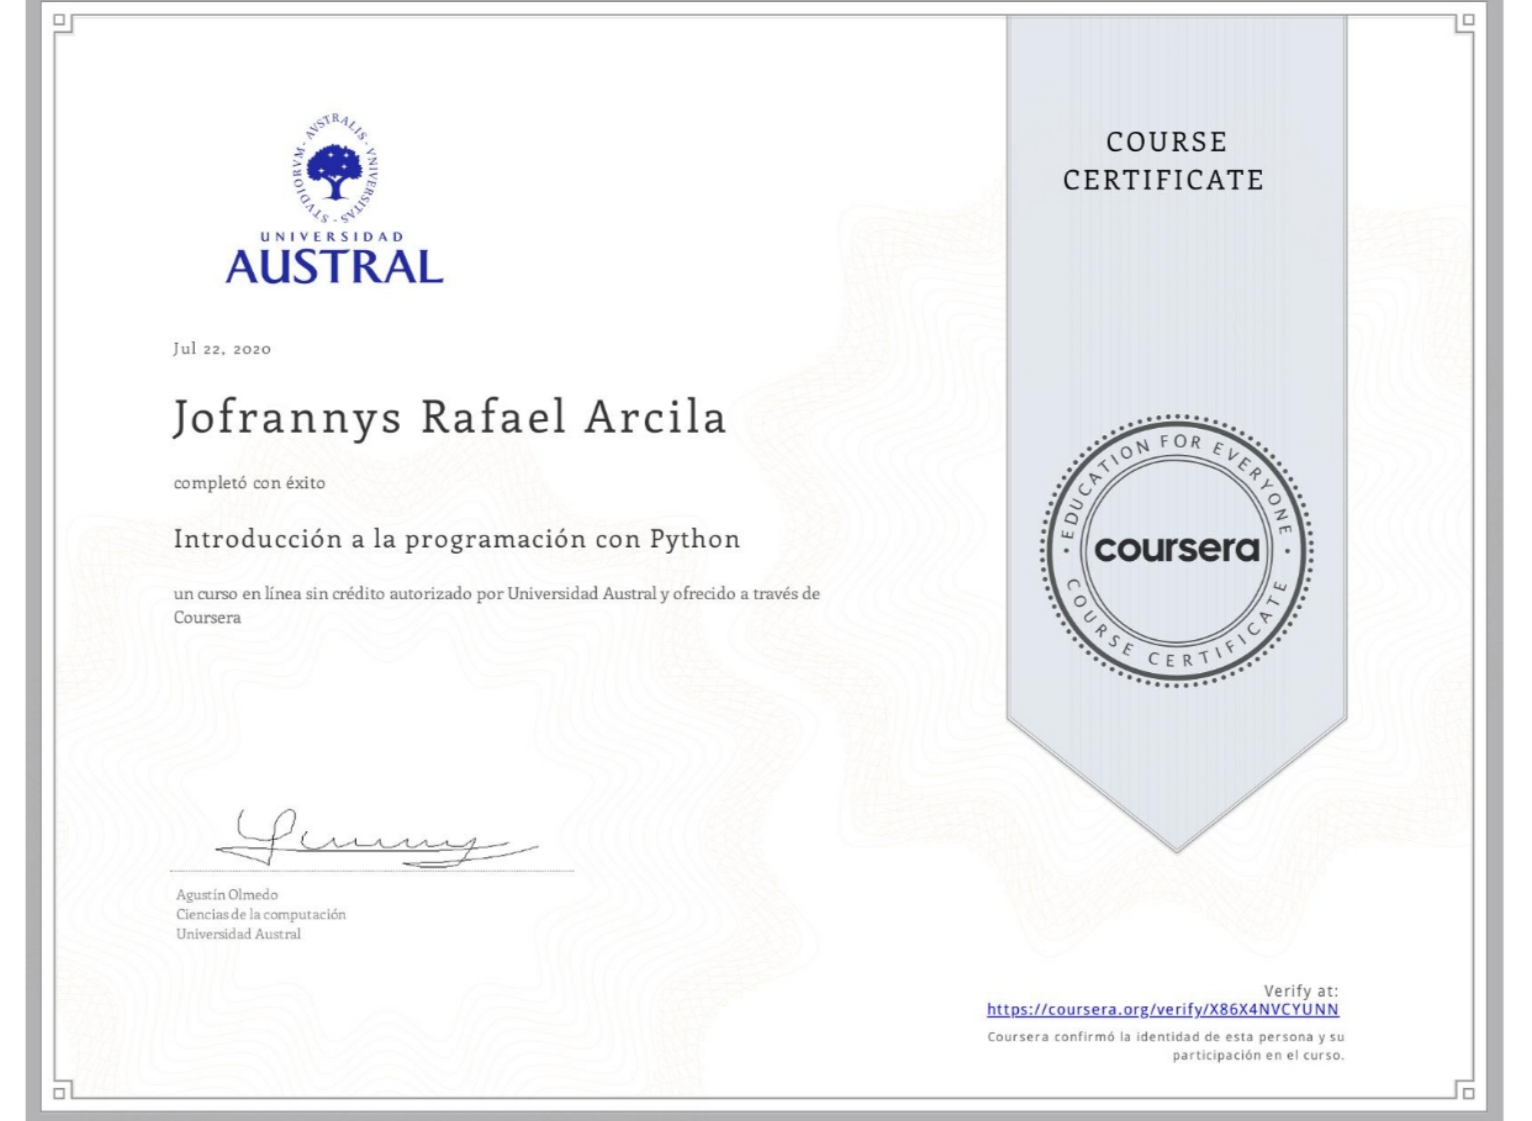 AVSTRALIS · VNIVERSITAS · STVDIORVM ·
UNIVERSIDAD
AUSTRAL
Jul 22, 2020
Jofrannys Rafael Arcila
completó con éxito
Introducción a la programación con Python
un curso en línea sin crédito autorizado por Universidad Austral y ofrecido a través de
Coursera
Agustín Olmedo
Ciencias de la computación
Universidad Austral
COURSE
CERTIFICATE
EDUCATION FOR EVERYONE
coursera
COURSE CERTIFICATE
Verify at:
https://coursera.org/verify/X86X4NVCYUNN
Coursera confirmó la identidad de esta persona y su
participación en el curso.